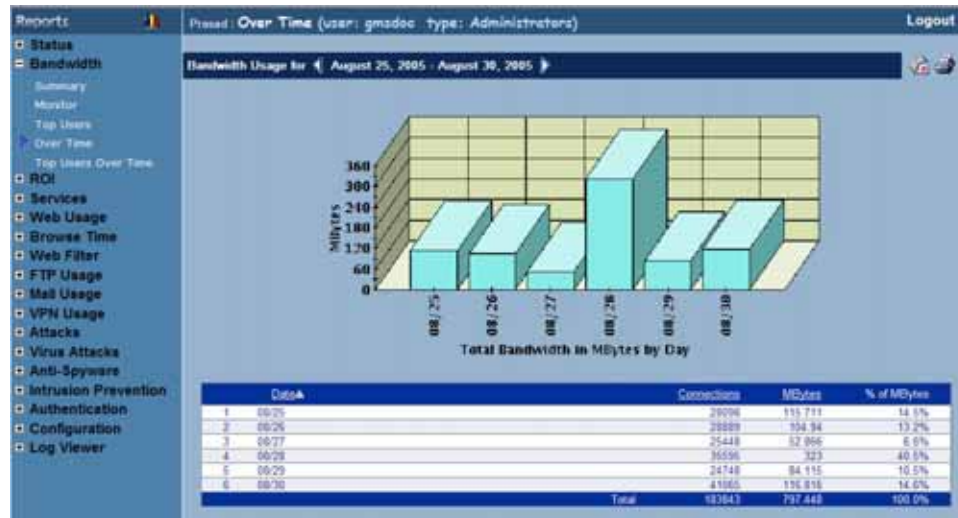 Reports
Status
Bandwidth
Summary
Monitor
Top Users
Over Time
Top Users Over Time
ROI
Services
Web Usage
Browse Time
Web Filter
FTP Usage
Mail Usage
VPN Usage
Attacks
Virus Attacks
Anti-Spyware
Intrusion Prevention
Authentication
Configuration
Log Viewer
Over Time (user: gmsdoc type: Administrators)
Logout
Bandwidth Usage for August 25, 2005 - August 30, 2005
MBytes
360
300
240
180
120
60
0
08/25 08/26 08/27 08/28 08/29 08/30
Total Bandwidth in MBytes by Day
Date Connections MBytes % of MBytes
1 08/25 115.711 14.5%
2 08/26 28889 104.94 13.2%
3 08/27 25448 52.866 6.6%
4 08/28 323 40.5%
5 08/29 24748 84.115 10.5%
6 08/30 41065 116.816 14.6%
Total 183843 797.448 100.0%